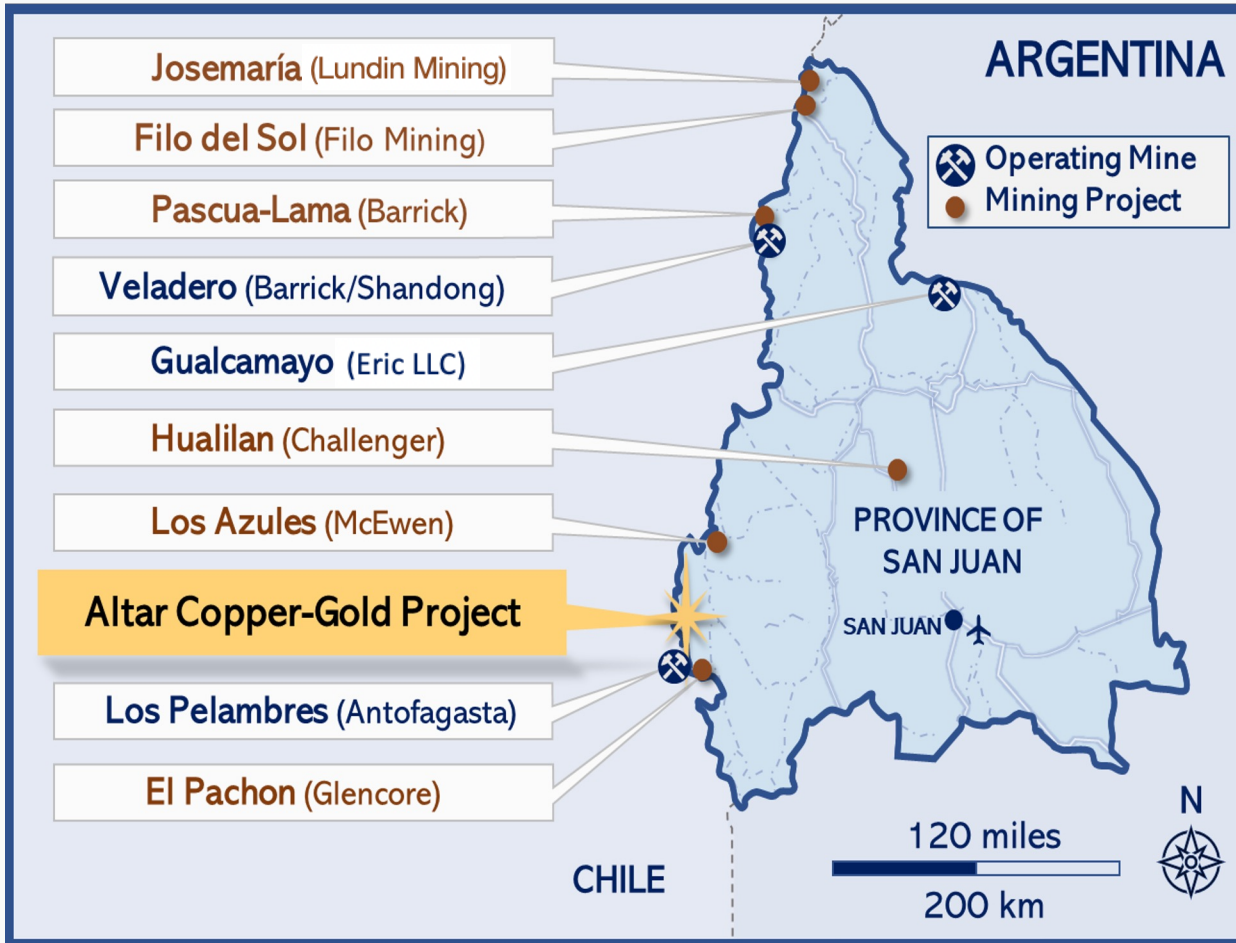 Josemaría (Lundin Mining)
Filo del Sol (Filo Mining)
Pascua-Lama (Barrick)
Veladero (Barrick/Shandong)
Gualcamayo (Eric LLC)
Hualilan (Challenger)
Los Azules (McEwen)
Altar Copper-Gold Project
Los Pelambres (Antofagasta)
El Pachon (Glencore)
ARGENTINA
Operating Mine
Mining Project
PROVINCE OF
SAN JUAN
SAN JUAN
CHILE
120 miles
200 km
N